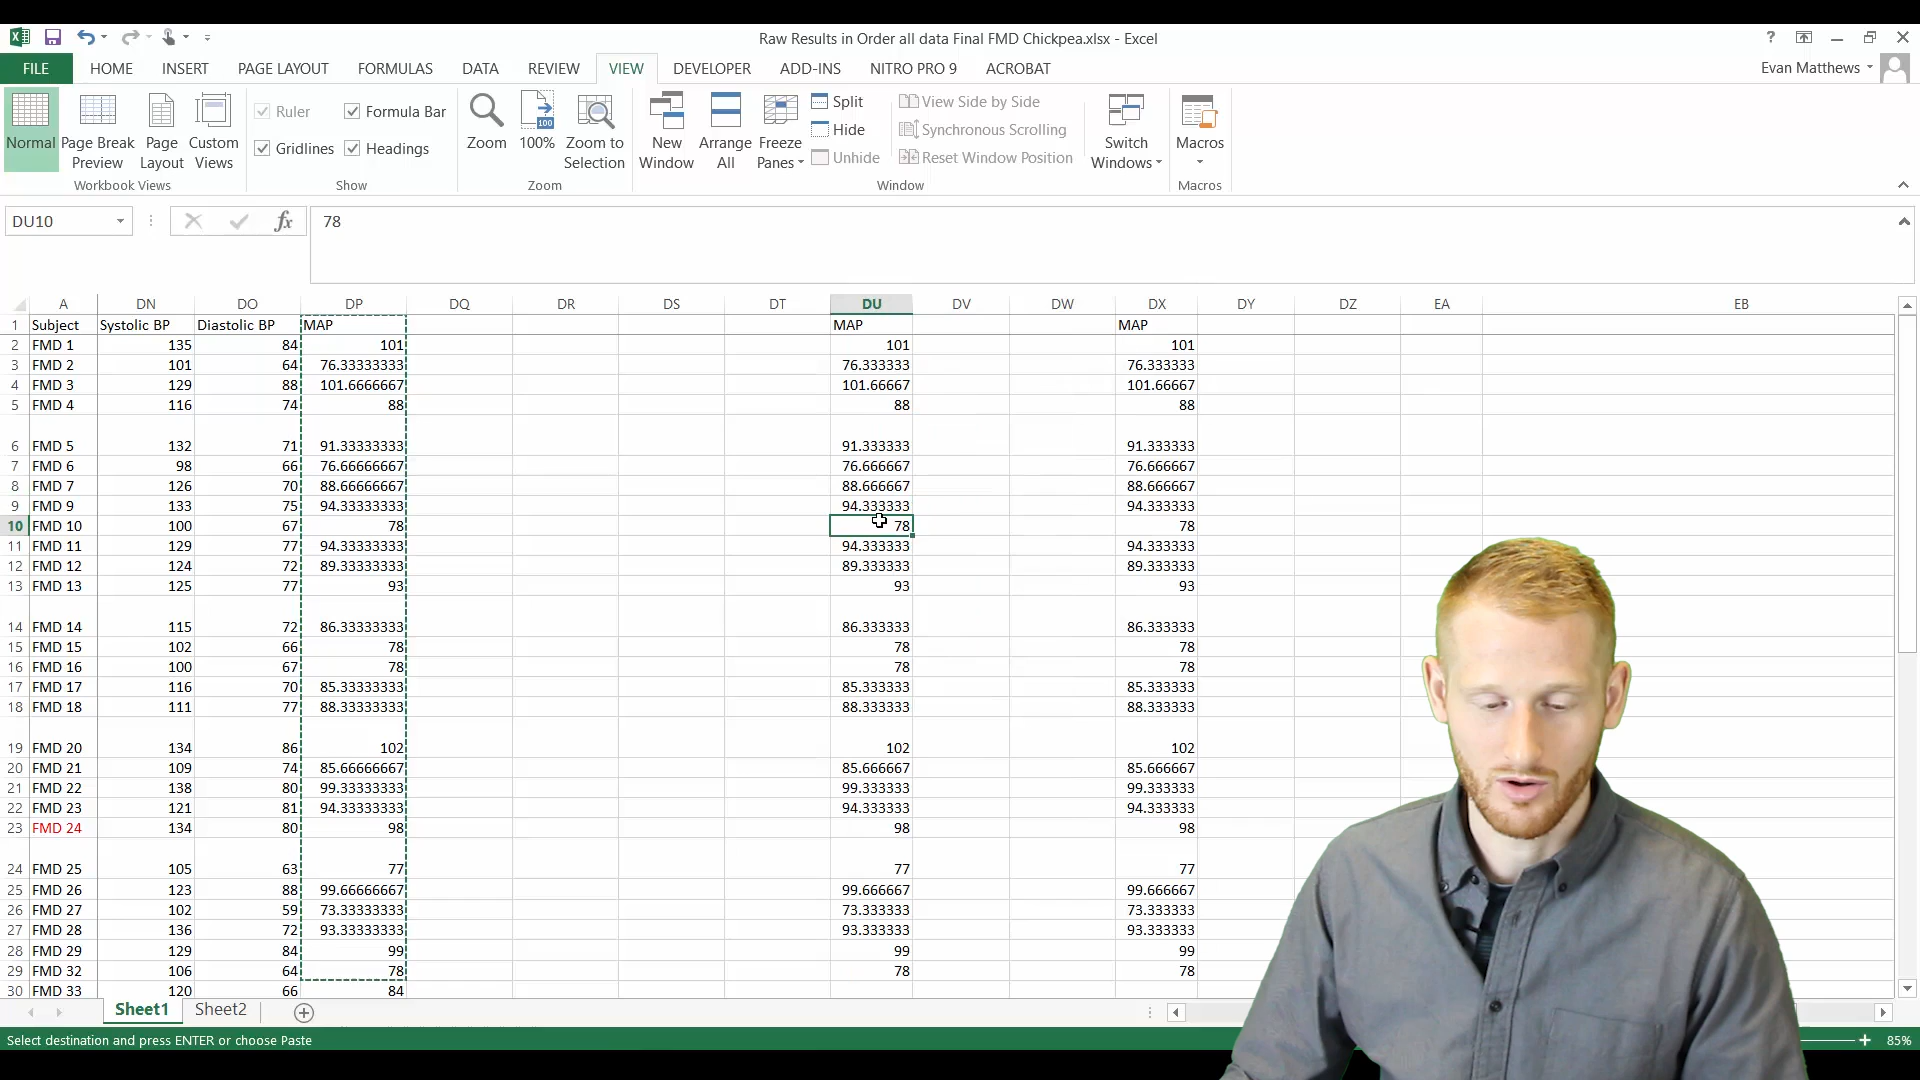 Raw Results in Order all data Final FMD Chickpea.xlsx - Excel
FILE HOME INSERT PAGE LAYOUT FORMULAS DATA REVIEW VIEW DEVELOPER ADD-INS NITRO PRO 9 ACROBAT Evan Matthews
Normal Page Break Preview Page Layout Custom Views
Workbook Views
Ruler Formula Bar
Gridlines Headings
Show
Zoom 100% Zoom to Selection
Zoom
New Window Arrange All Freeze Panes
Split Hide Unhide
View Side by Side
Synchronous Scrolling
Reset Window Position
Switch Windows
Window
Macros
Macros
DU10 fx 78
A DN DO DP DQ DR DS DT DU DV DW DX DY DZ EA EB
1 Subject Systolic BP Diastolic BP MAP MAP MAP
2 FMD 1 135 84 101 101 101
3 FMD 2 101 64 76.33333333 76.333333 76.333333
4 FMD 3 129 88 101.6666667 101.66667 101.66667
5 FMD 4 116 74 88 88 88
6 FMD 5 132 71 91.33333333 91.333333 91.333333
7 FMD 6 98 66 76.66666667 76.666667 76.666667
8 FMD 7 126 70 88.66666667 88.666667 88.666667
9 FMD 9 133 75 94.33333333 94.333333 94.333333
10 FMD 10 100 67 78 78 78
11 FMD 11 129 77 94.33333333 94.333333 94.333333
12 FMD 12 124 72 89.33333333 89.333333 89.333333
13 FMD 13 125 77 93 93 93
14 FMD 14 115 72 86.33333333 86.333333 86.333333
15 FMD 15 102 66 78 78 78
16 FMD 16 100 67 78 78 78
17 FMD 17 116 70 85.33333333 85.333333 85.333333
18 FMD 18 111 77 88.33333333 88.333333 88.333333
19 FMD 20 134 86 102 102 102
20 FMD 21 109 74 85.66666667 85.666667 85.666667
21 FMD 22 138 80 99.33333333 99.333333 99.333333
22 FMD 23 121 81 94.33333333 94.333333 94.333333
23 FMD 24 134 80 98 98 98
24 FMD 25 105 63 77 77 77
25 FMD 26 123 88 99.66666667 99.666667 99.666667
26 FMD 27 102 59 73.33333333 73.333333 73.333333
27 FMD 28 136 72 93.33333333 93.333333 93.333333
28 FMD 29 129 84 99 99 99
29 FMD 32 106 64 78 78 78
30 FMD 33 120 66 84
Sheet1 Sheet2
Select destination and press ENTER or choose Paste 85%